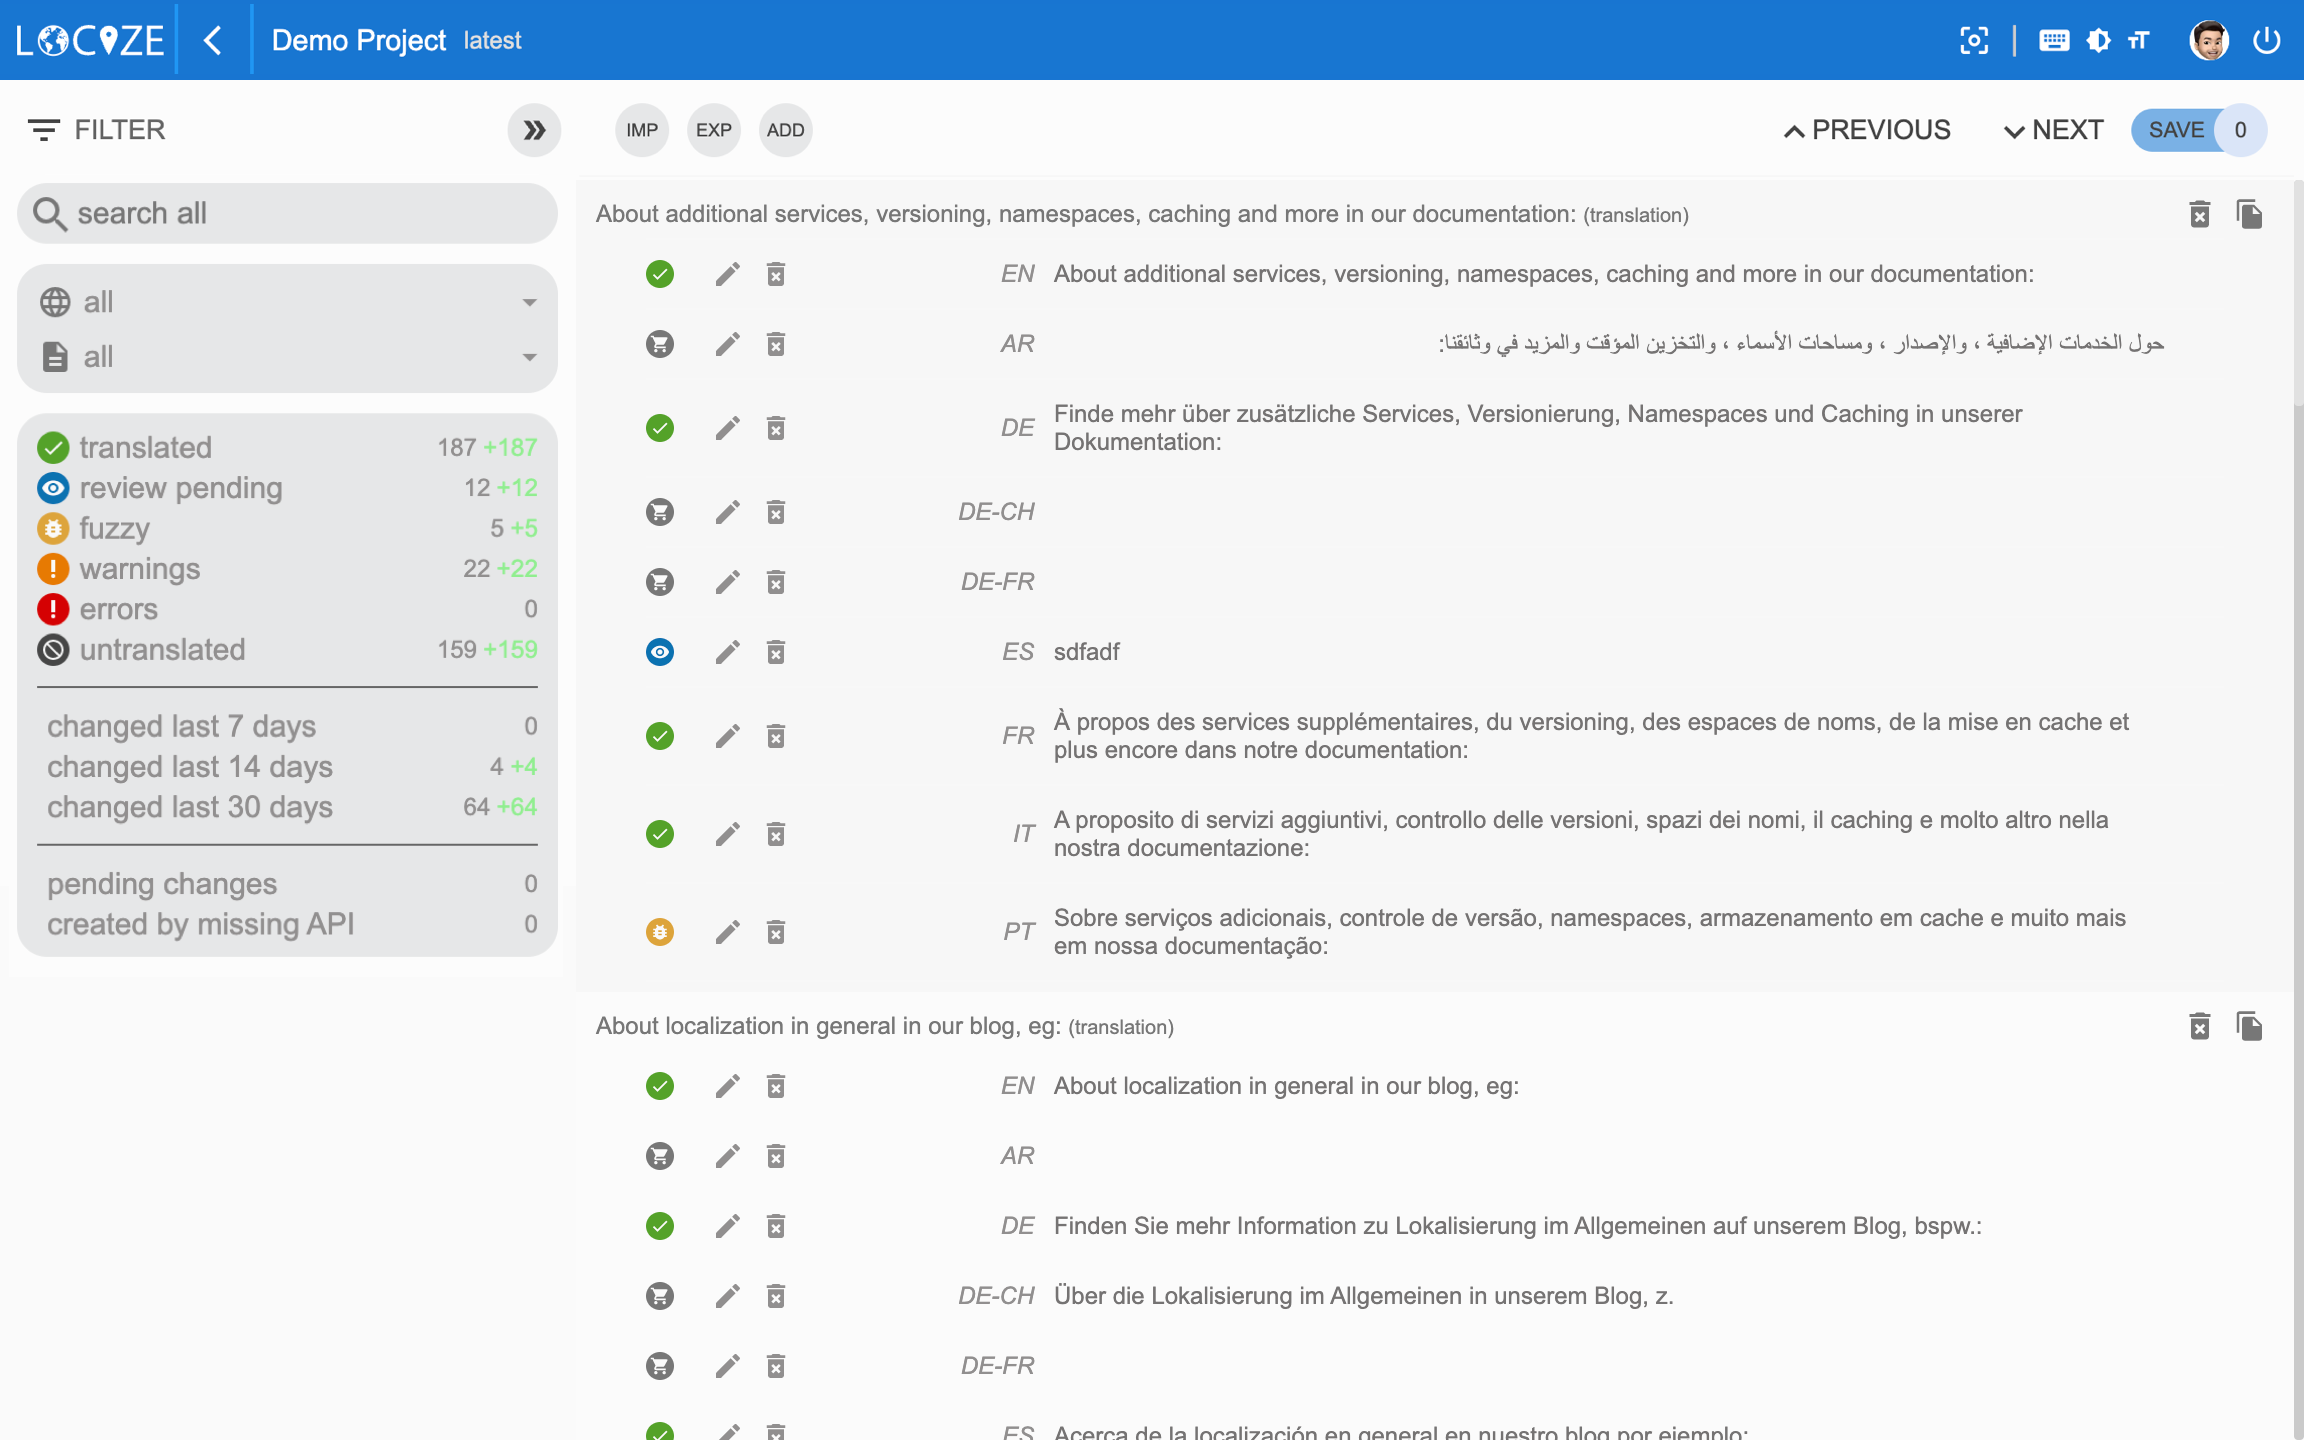 LOCIZE
Demo Project latest
FILTER
IMP EXP ADD
PREVIOUS NEXT SAVE 0
search all
all
all
translated 187 +187
review pending 12 +12
fuzzy 5 +5
warnings 22 +22
errors 0
untranslated 159 +159
changed last 7 days 0
changed last 14 days 4 +4
changed last 30 days 64 +64
pending changes 0
created by missing API 0
About additional services, versioning, namespaces, caching and more in our documentation: (translation)
EN About additional services, versioning, namespaces, caching and more in our documentation:
AR حول الخدمات الإضافية ، والإصدار ، ومساحات الأسماء ، والتخزين المؤقت والمزيد في وثائقنا:
DE Finde mehr über zusätzliche Services, Versionierung, Namespaces und Caching in unserer
Dokumentation:
DE-CH
DE-FR
ES sdfadf
FR À propos des services supplémentaires, du versioning, des espaces de noms, de la mise en cache et
plus encore dans notre documentation:
IT A proposito di servizi aggiuntivi, controllo delle versioni, spazi dei nomi, il caching e molto altro nella
nostra documentazione:
PT Sobre serviços adicionais, controle de versão, namespaces, armazenamento em cache e muito mais
em nossa documentação:
About localization in general in our blog, eg: (translation)
EN About localization in general in our blog, eg:
AR
DE Finden Sie mehr Information zu Lokalisierung im Allgemeinen auf unserem Blog, bspw.:
DE-CH Über die Lokalisierung im Allgemeinen in unserem Blog, z.
DE-FR
ES Acerca de la localización en general en nuestro blog por ejemplo: